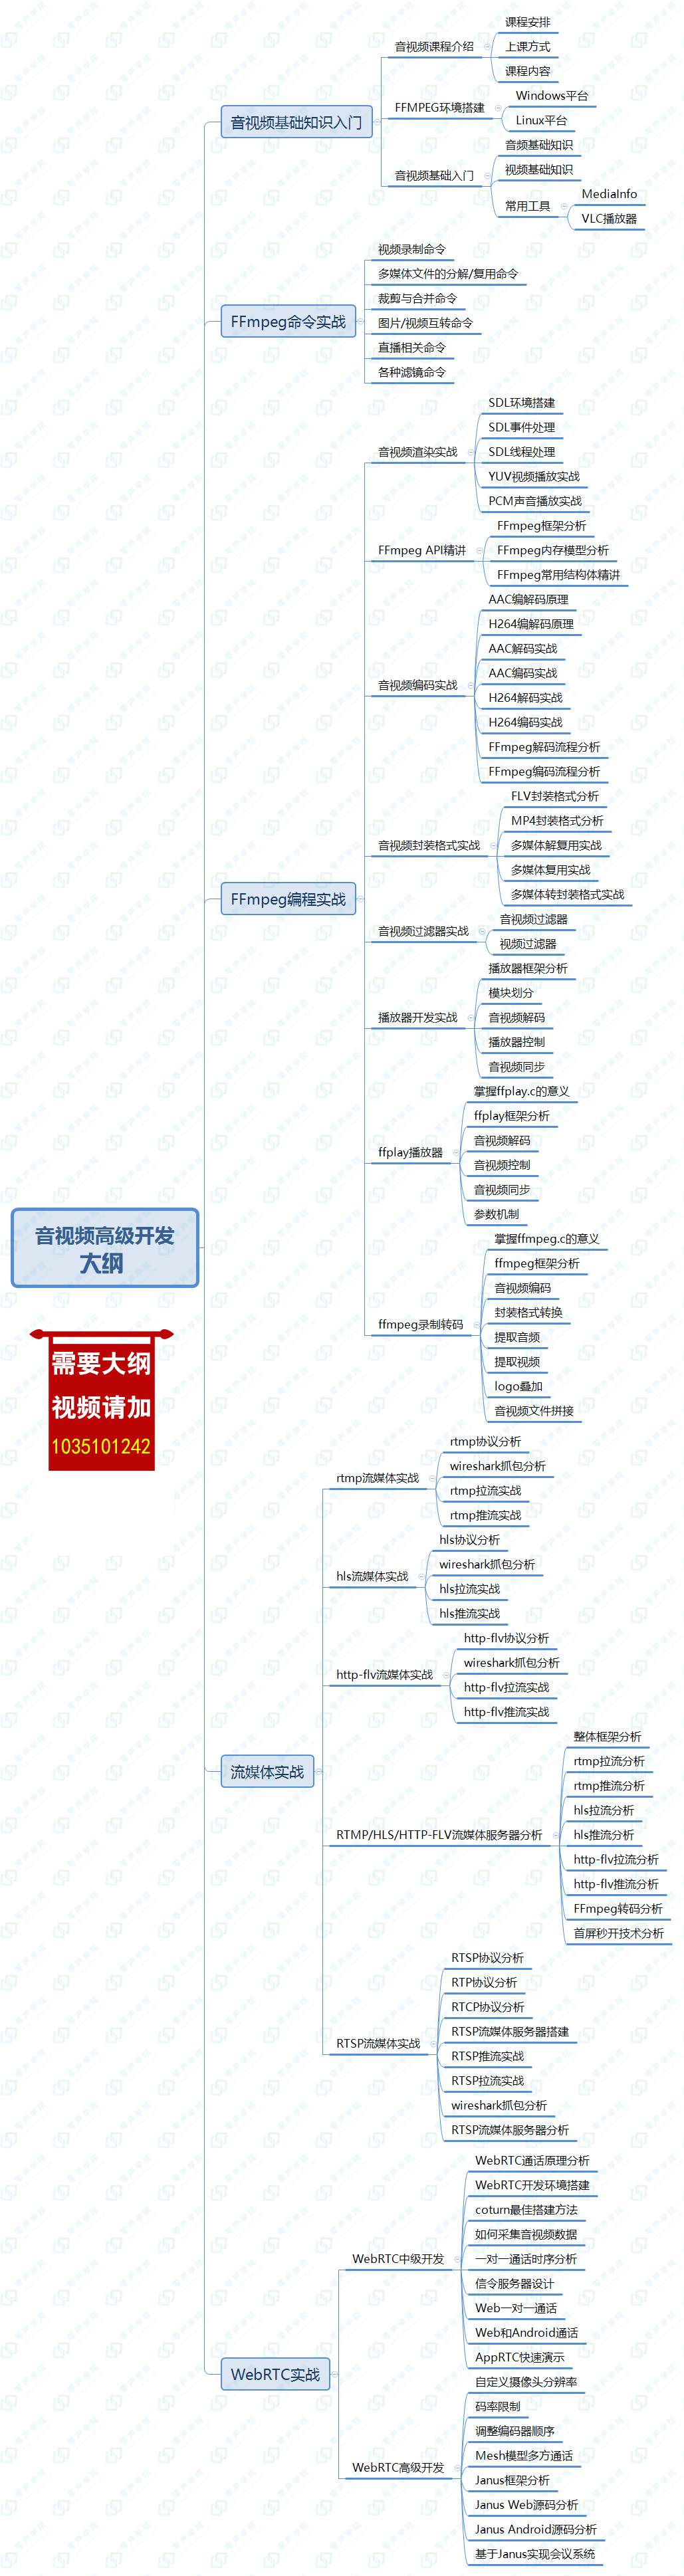 音视频高级开发
大纲
需要大纲
视频请加
1035101242
音视频基础知识入门
音视频课程介绍
课程安排
上课方式
课程内容
FFMPEG环境搭建
Windows平台
Linux平台
音视频基础入门
音频基础知识
视频基础知识
常用工具
MediaInfo
VLC播放器
FFmpeg命令实战
视频录制命令
多媒体文件的分解/复用命令
裁剪与合并命令
图片/视频互转命令
直播相关命令
各种滤镜命令
FFmpeg编程实战
音视频渲染实战
SDL环境搭建
SDL事件处理
SDL线程处理
YUV视频播放实战
PCM声音播放实战
FFmpeg API精讲
FFmpeg框架分析
FFmpeg内存模型分析
FFmpeg常用结构体精讲
音视频编码实战
AAC编解码原理
H264编解码原理
AAC解码实战
AAC编码实战
H264解码实战
H264编码实战
FFmpeg解码流程分析
FFmpeg编码流程分析
音视频封装格式实战
FLV封装格式分析
MP4封装格式分析
多媒体解复用实战
多媒体复用实战
多媒体转封装格式实战
音视频过滤器实战
音视频过滤器
视频过滤器
播放器开发实战
播放器框架分析
模块划分
音视频解码
播放器控制
音视频同步
ffplay播放器
掌握ffplay.c的意义
ffplay框架分析
音视频解码
音视频控制
音视频同步
参数机制
ffmpeg录制转码
掌握ffmpeg.c的意义
ffmpeg框架分析
音视频编码
封装格式转换
提取音频
提取视频
logo叠加
音视频文件拼接
流媒体实战
rtmp流媒体实战
rtmp协议分析
wireshark抓包分析
rtmp拉流实战
rtmp推流实战
hls流媒体实战
hls协议分析
wireshark抓包分析
hls拉流实战
hls推流实战
http-flv流媒体实战
http-flv协议分析
wireshark抓包分析
http-flv拉流实战
http-flv推流实战
RTMP/HLS/HTTP-FLV流媒体服务器分析
整体框架分析
rtmp拉流分析
rtmp推流分析
hls拉流分析
hls推流分析
http-flv拉流分析
http-flv推流分析
FFmpeg转码分析
首屏秒开技术分析
RTSP流媒体实战
RTSP协议分析
RTP协议分析
RTCP协议分析
RTSP流媒体服务器搭建
RTSP推流实战
RTSP拉流实战
wireshark抓包分析
RTSP流媒体服务器分析
WebRTC实战
WebRTC中级开发
WebRTC通话原理分析
WebRTC开发环境搭建
coturn最佳搭建方法
如何采集音视频数据
一对一通话时序分析
信令服务器设计
Web一对一通话
Web和Android通话
AppRTC快速演示
WebRTC高级开发
自定义摄像头分辨率
码率限制
调整编码器顺序
Mesh模型多方通话
Janus框架分析
Janus Web源码分析
Janus Android源码分析
基于Janus实现会议系统